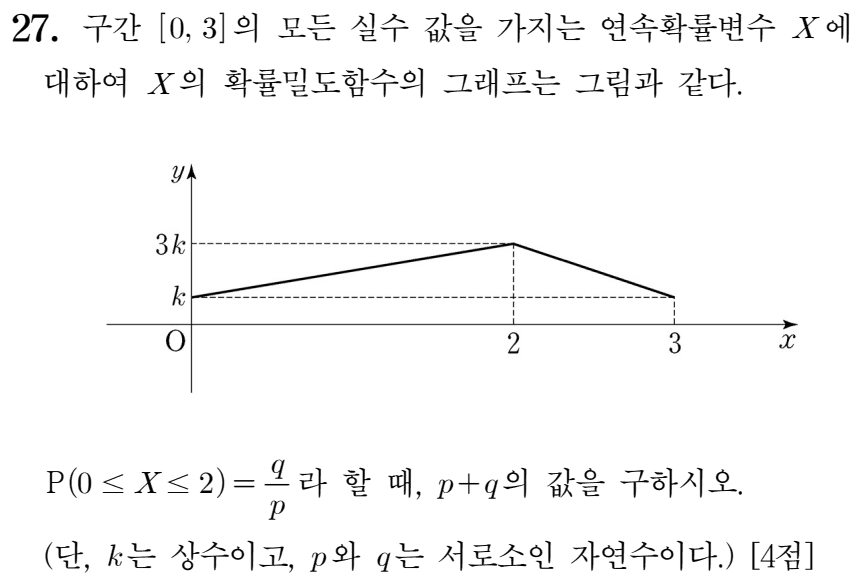 27. 구간 [0, 3]의 모든 실수 값을 가지는 연속확률변수 X에
대하여 X의 확률밀도함수의 그래프는 그림과 같다.
y
3k
k
O
2
3
x
P(0 ≤ X ≤ 2) = q/p 라 할 때, p+q의 값을 구하시오.
(단, k는 상수이고, p와 q는 서로소인 자연수이다.) [4점]